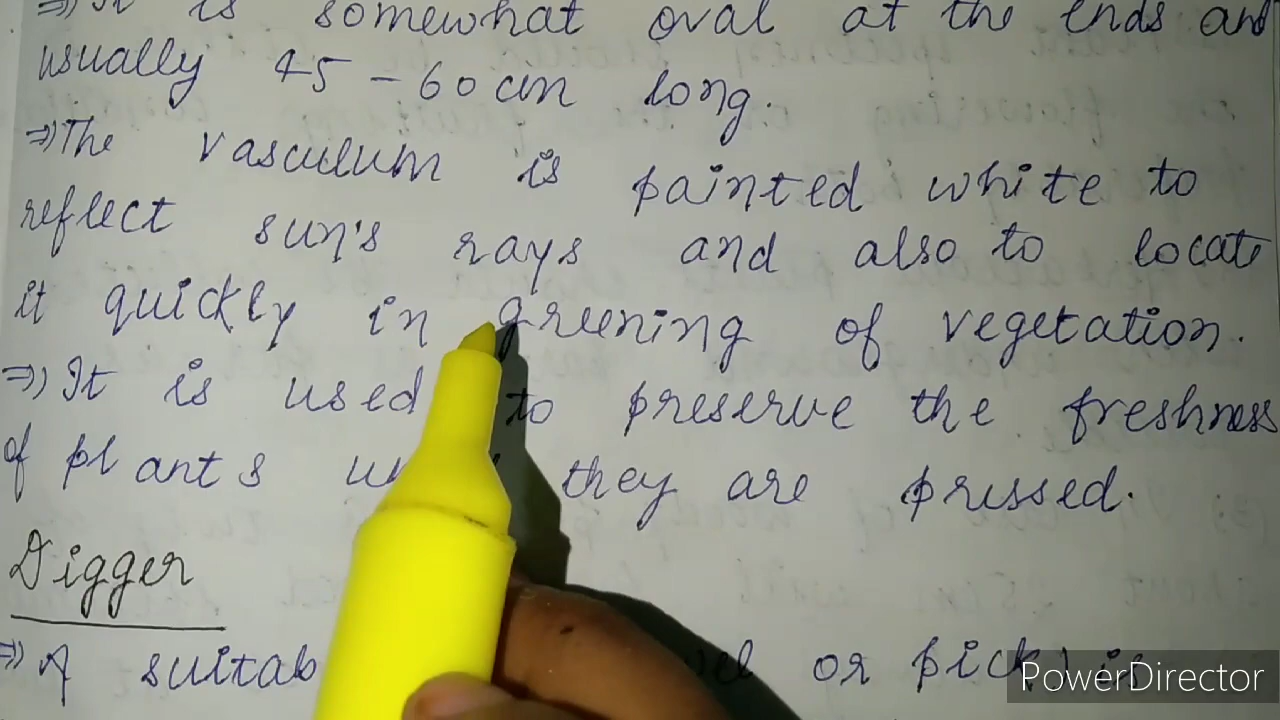 ⇒ It is somewhat oval at the ends and
usually 45 - 60 cm long.
⇒ The vasculum is painted white to
reflect sun's rays and also to locate
it quickly in greening of vegetation.
⇒ It is used to preserve the freshness
of plants they are pressed.
Digger
⇒ A or pick is
PowerDirector